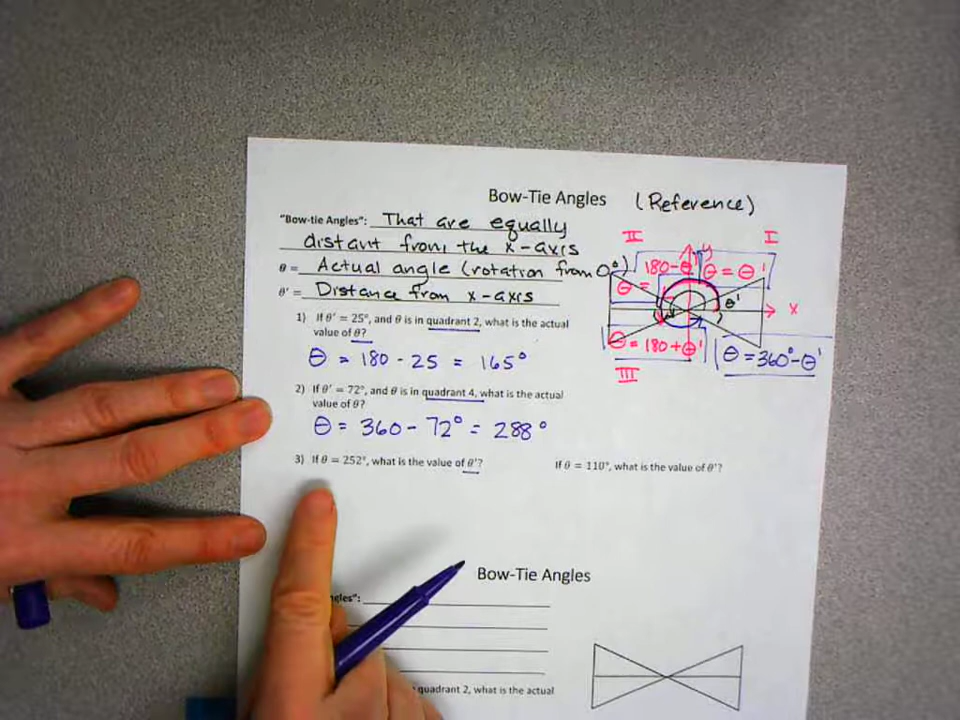 Bow-Tie Angles (Reference)
"Bow-tie Angles": That are equally
distant from the x-axis
θ = Actual angle (rotation from 0°)
θ' = Distance from x-axis
II
I
y
180-θ'
θ = θ'
θ =
θ'
x
θ = 180+θ'
θ = 360°-θ'
III
1) If θ' = 25°, and θ is in quadrant 2, what is the actual
value of θ?
θ = 180 - 25 = 165°
2) If θ' = 72°, and θ is in quadrant 4, what is the actual
value of θ?
θ = 360 - 72° = 288°
3) If θ = 252°, what is the value of θ'?
If θ = 110°, what is the value of θ'?
Bow-Tie Angles
ngles":
quadrant 2, what is the actual